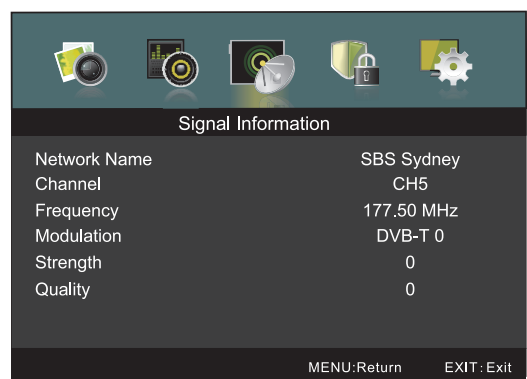 Signal Information
Network Name SBS Sydney
Channel CH5
Frequency 177.50 MHz
Modulation DVB-T 0
Strength 0
Quality 0
MENU:Return EXIT:Exit